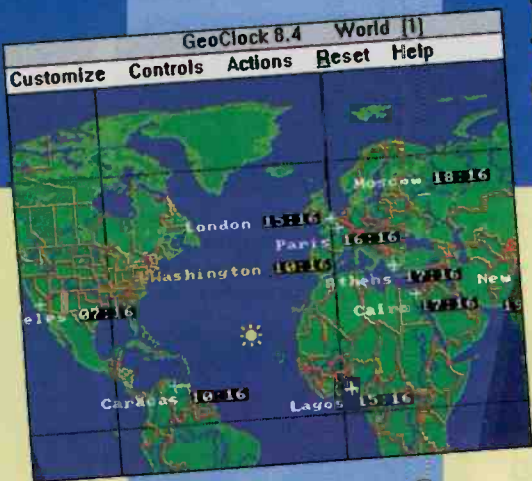 GeoClock 8.4 World [1]
Customize Controls Actions Reset Help
Moscow 18:16
London 15:16
Paris 16:16
Washington 10:16
Athens 17:16
New
eles 07:16
Cairo 17:16
Caracas 10:16
Lagos 15:16